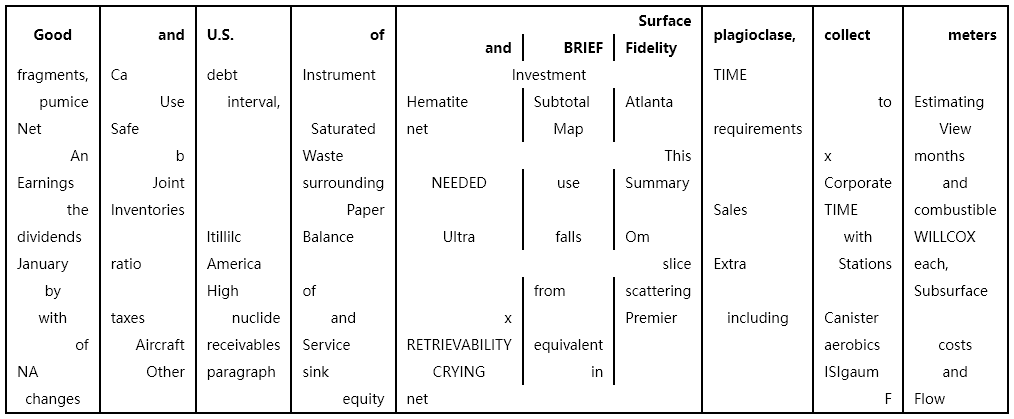 Good and U.S. of Surface plagioclase, collect meters
and BRIEF Fidelity
fragments, Ca debt Instrument Investment TIME
pumice Use interval, Hematite Subtotal Atlanta to Estimating
Net Safe Saturated net Map requirements View
An b Waste This x months
Earnings Joint surrounding NEEDED use Summary Corporate and
the Inventories Paper Sales TIME combustible
dividends Itillilc Balance Ultra falls Om with WILLCOX
January ratio America slice Extra Stations each,
by High of from scattering Subsurface
with taxes nuclide and x Premier including Canister
of Aircraft receivables Service RETRIEVABILITY equivalent aerobics costs
NA Other paragraph sink CRYING in ISIgaum and
changes equity net F Flow